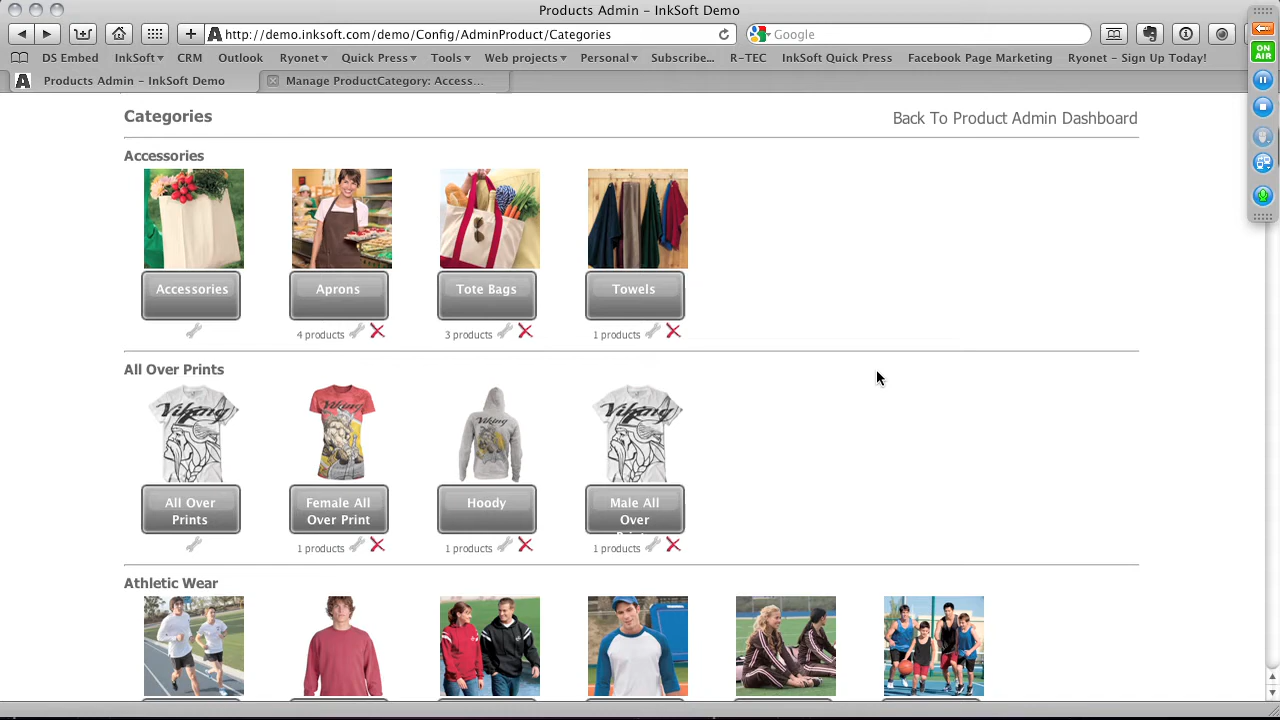 Products Admin – InkSoft Demo
http://demo.inksoft.com/demo/Config/AdminProduct/Categories
Google
DS Embed InkSoft CRM Outlook Ryonet Quick Press Tools Web projects Personal Subscribe... R-TEC InkSoft Quick Press Facebook Page Marketing Ryonet – Sign Up Today!
Products Admin – InkSoft Demo
Manage ProductCategory: Access...
ON AIR
Categories
Back To Product Admin Dashboard
Accessories
Accessories
Aprons
Tote Bags
Towels
4 products
3 products
1 products
All Over Prints
Viking
Viking
Viking
Viking
All Over
Prints
Female All
Over Print
Hoody
Male All
Over
1 products
1 products
1 products
Athletic Wear